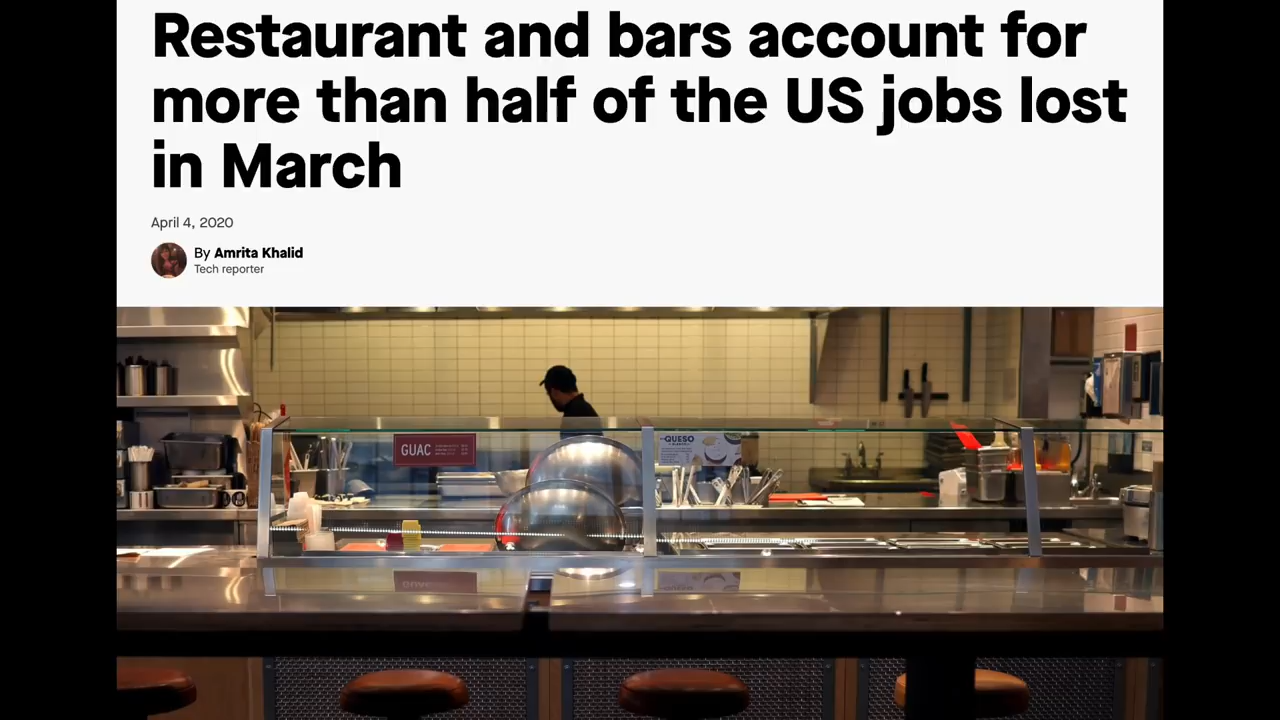 Restaurant and bars account for
more than half of the US jobs lost
in March
April 4, 2020
By Amrita Khalid
Tech reporter
GUAC
QUESO